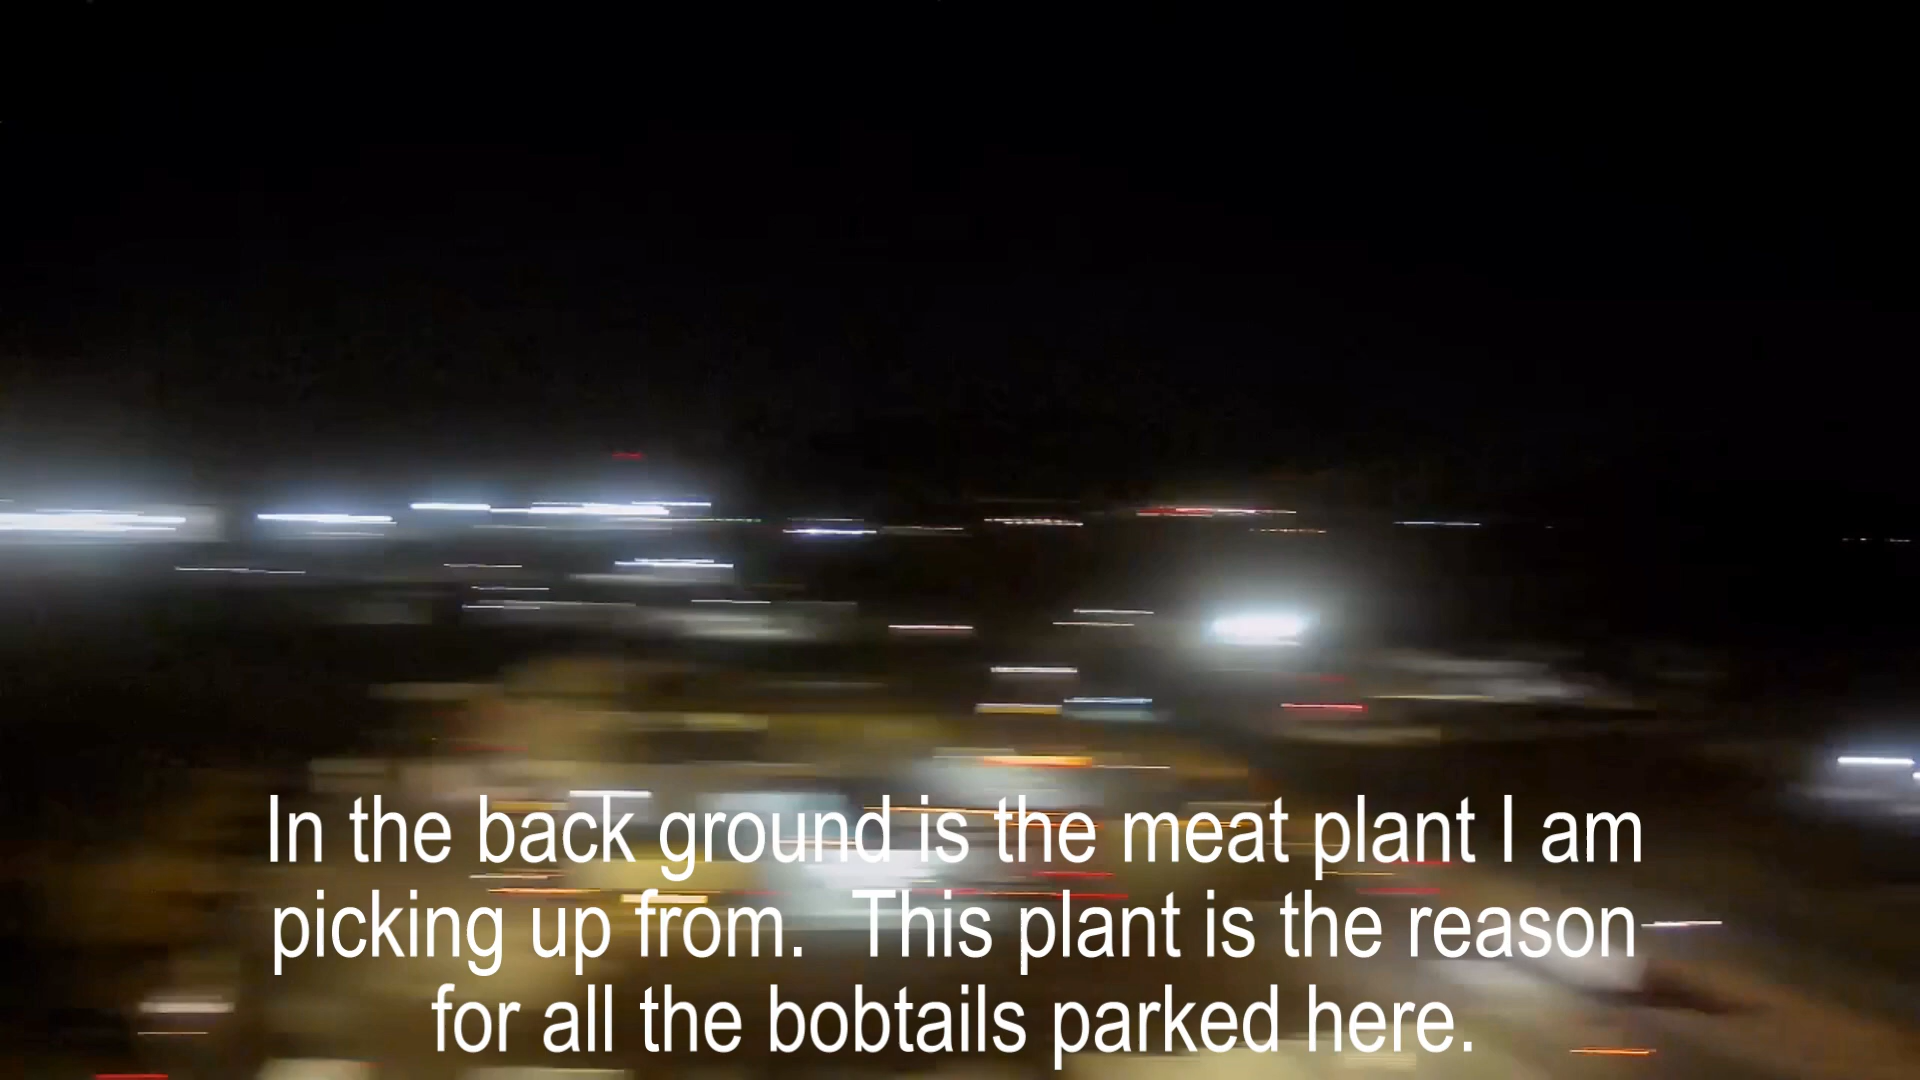 In the back ground is the meat plant I am
picking up from.  This plant is the reason
for all the bobtails parked here.